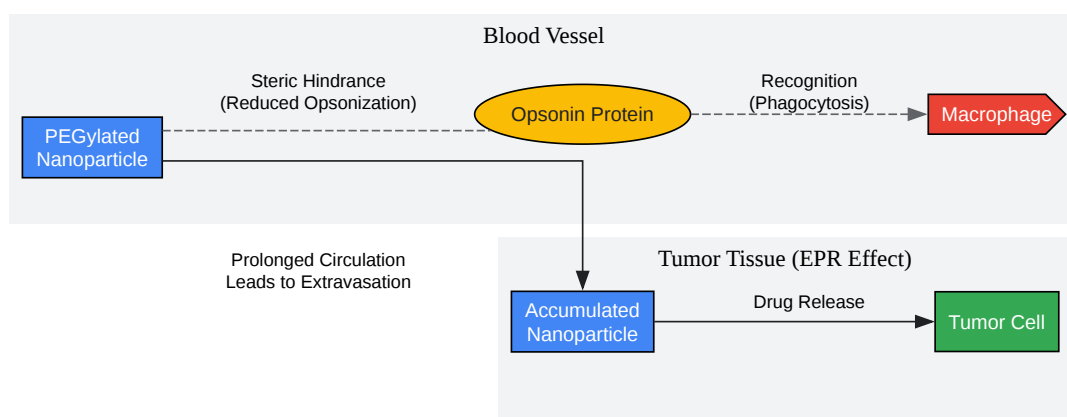 Blood Vessel
Steric Hindrance
(Reduced Opsonization)
Recognition
(Phagocytosis)
Opsonin Protein
Macrophage
PEGylated
Nanoparticle
Prolonged Circulation
Leads to Extravasation
Tumor Tissue (EPR Effect)
Accumulated
Nanoparticle
Drug Release
Tumor Cell